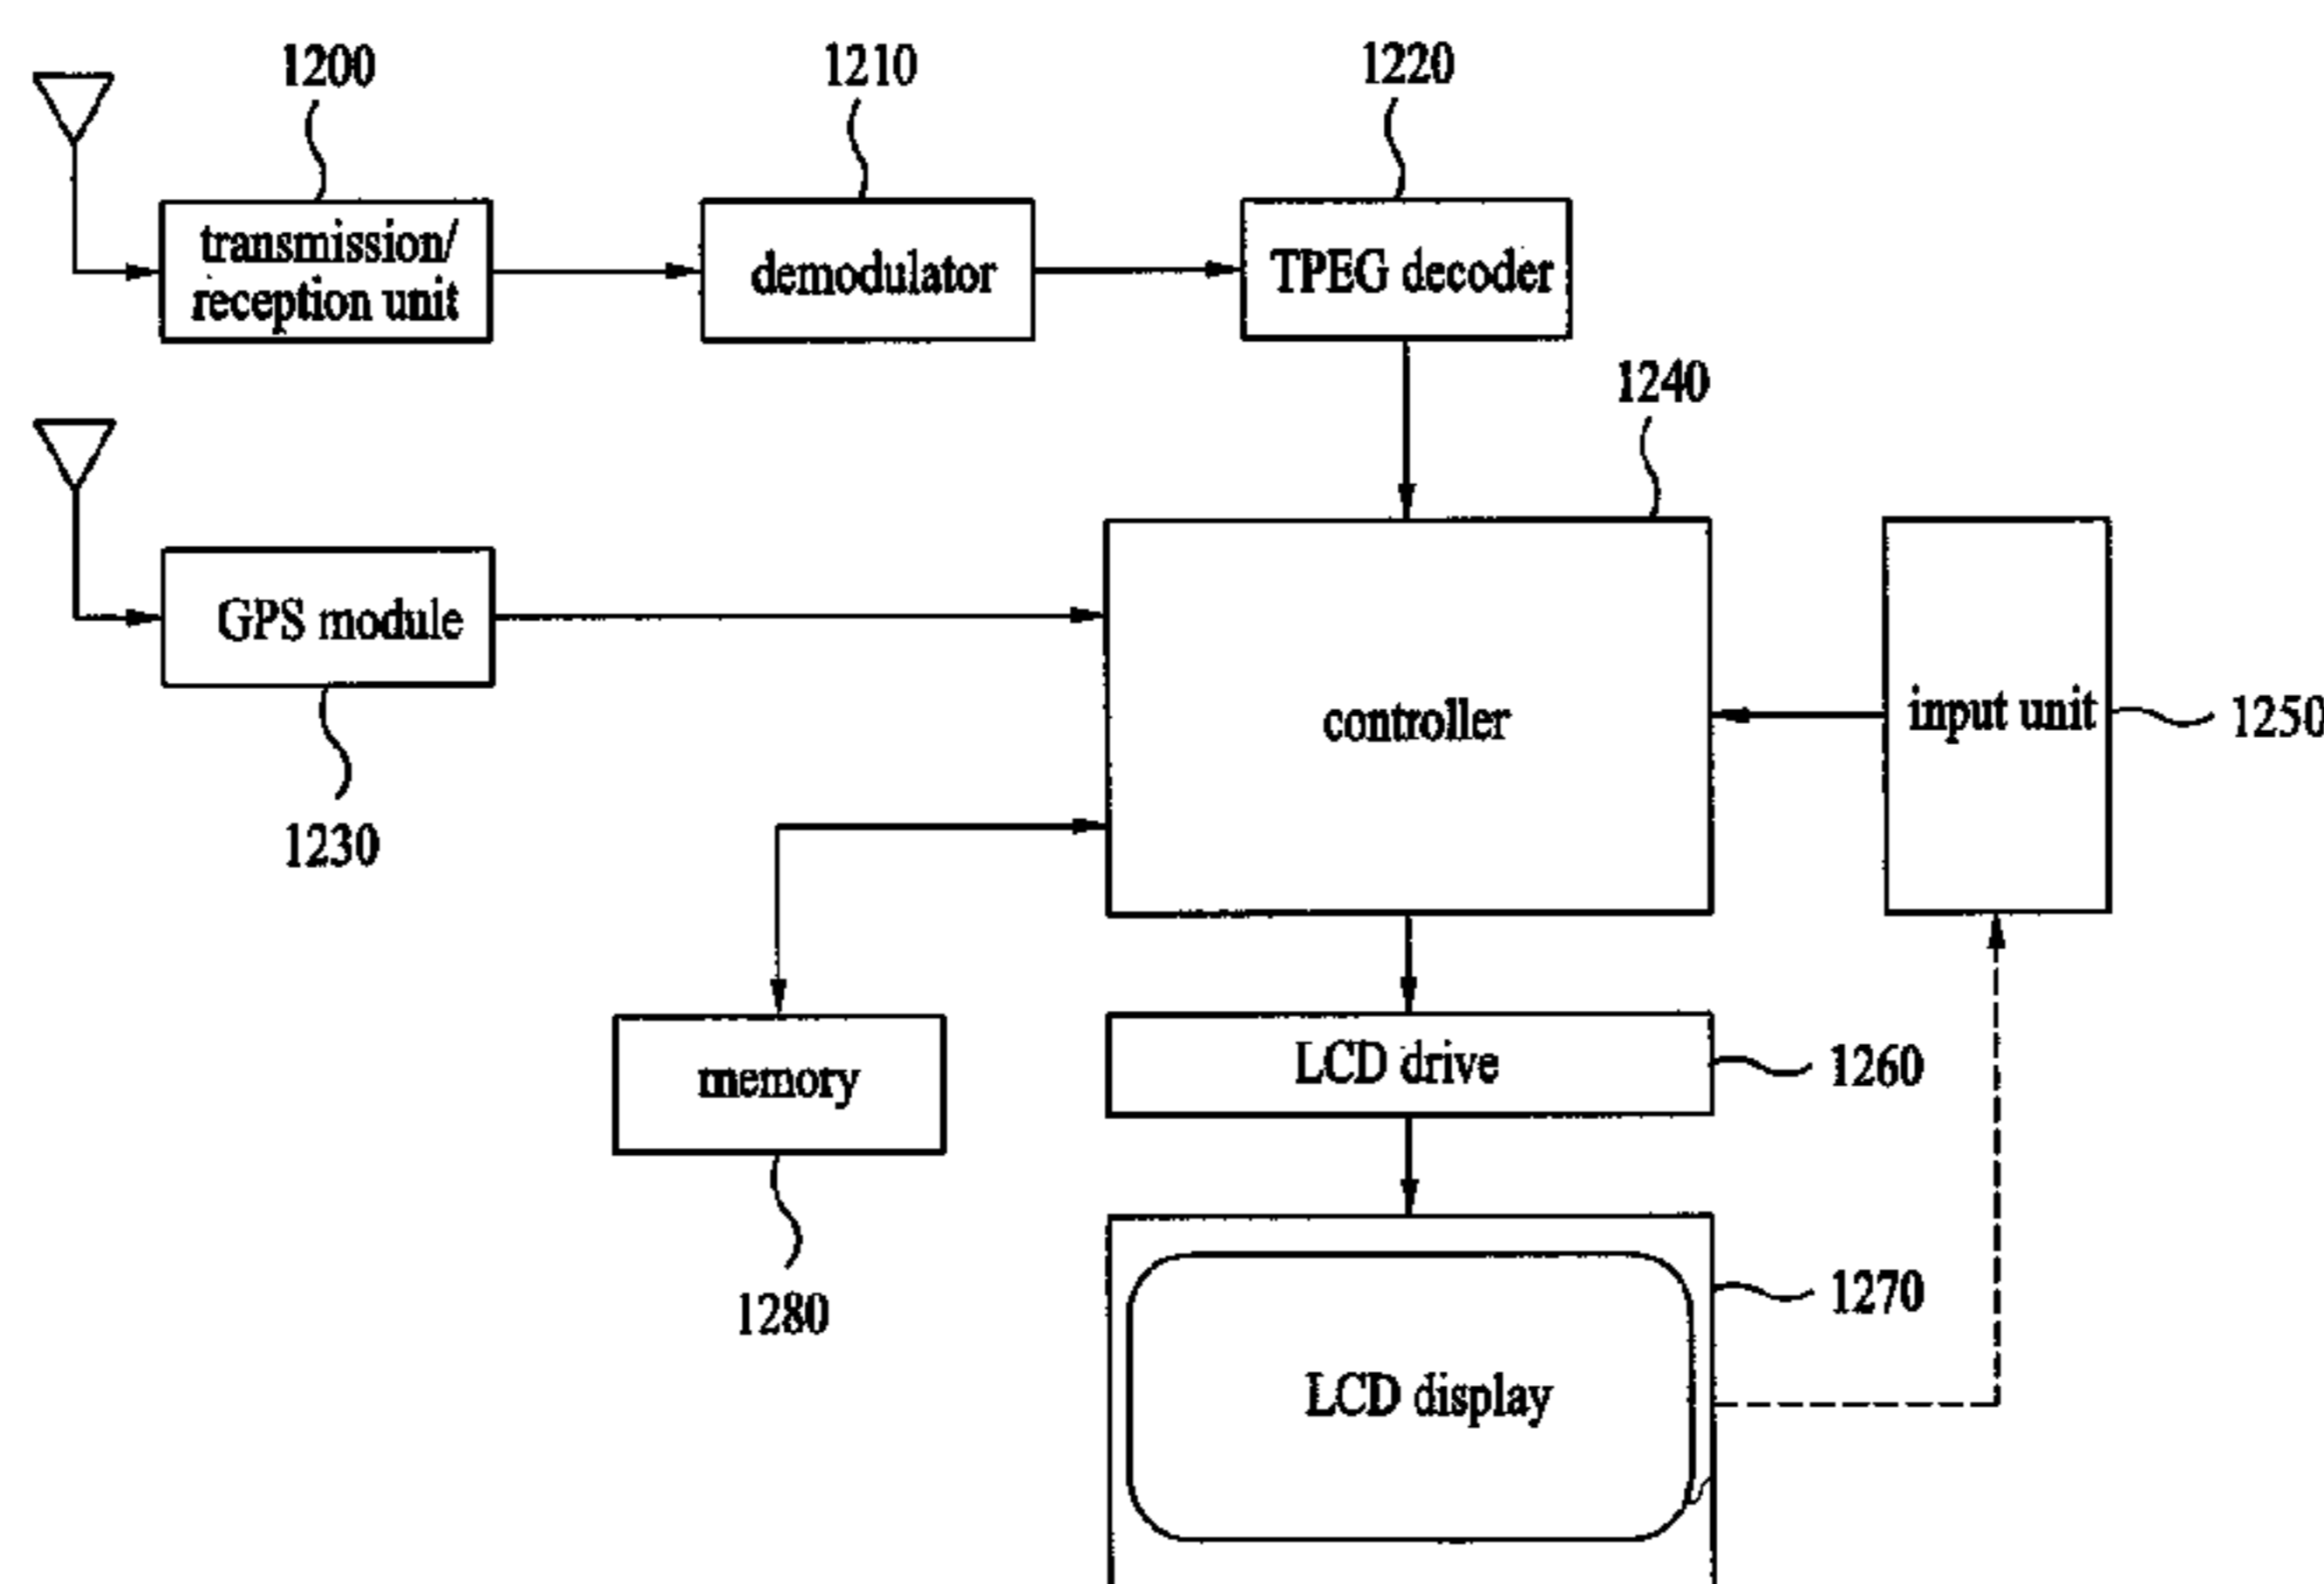 1200
1210
1220
transmission/
reception unit
demodulator
TPEG decoder
1240
GPS module
controller
input unit
1250
1230
LCD drive
1260
memory
1270
1280
LCD display